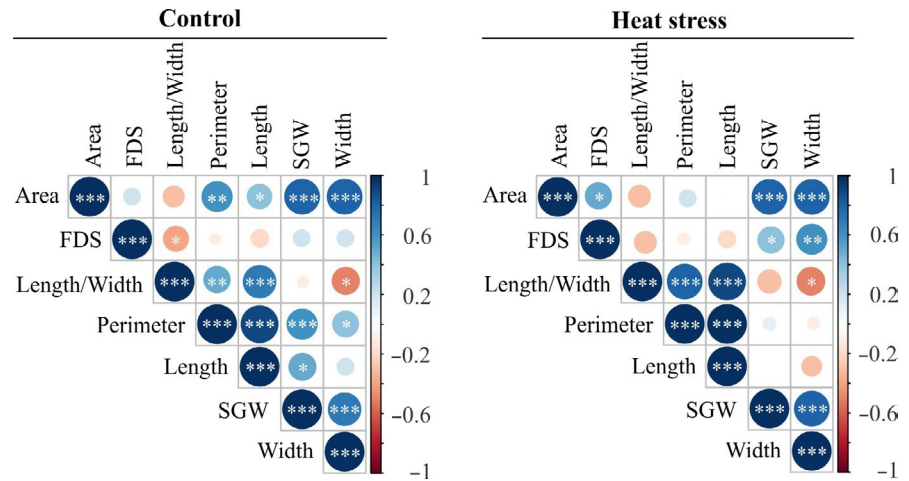 Control
Area
FDS
Length/Width
Perimeter
Length
SGW
Width
Area *** ** * *** ***
FDS *** *
Length/Width *** ** *** *
Perimeter *** *** *** *
Length *** *
SGW *** ***
Width ***
1
0.6
0.2
−0.2
−0.6
−1
Heat stress
Area
FDS
Length/Width
Perimeter
Length
SGW
Width
Area *** * *** ***
FDS *** * **
Length/Width *** *** *** *
Perimeter *** ***
Length ***
SGW *** ***
Width ***
1
0.6
0.2
−0.2
−0.6
−1